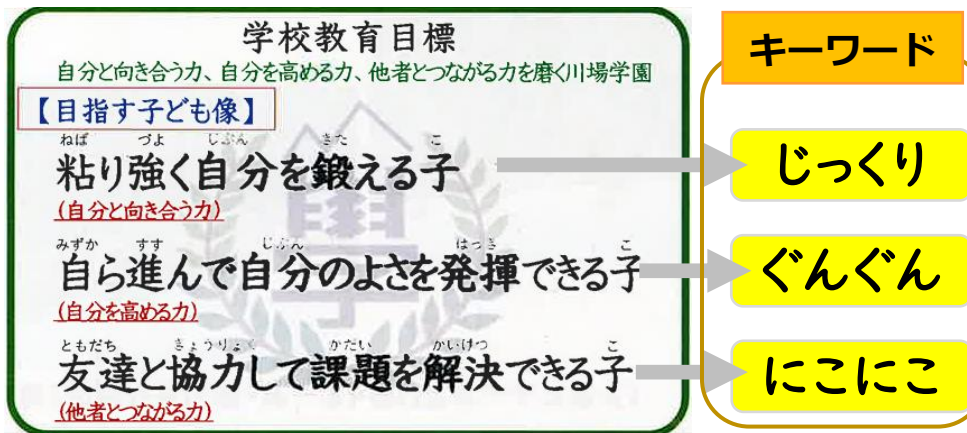 学校教育目標
自分と向き合う力、自分を高める力、他者とつながる力を磨く川場学園
【目指す子ども像】
ねば づよ じぶん きた こ
粘り強く自分を鍛える子
(自分と向き合う力)
みずか すす じぶん はっき こ
自ら進んで自分のよさを発揮できる子
(自分を高める力)
ともだち きょうりょく かだい かいけつ こ
友達と協力して課題を解決できる子
(他者とつながる力)
キーワード
じっくり
ぐんぐん
にこにこ
學